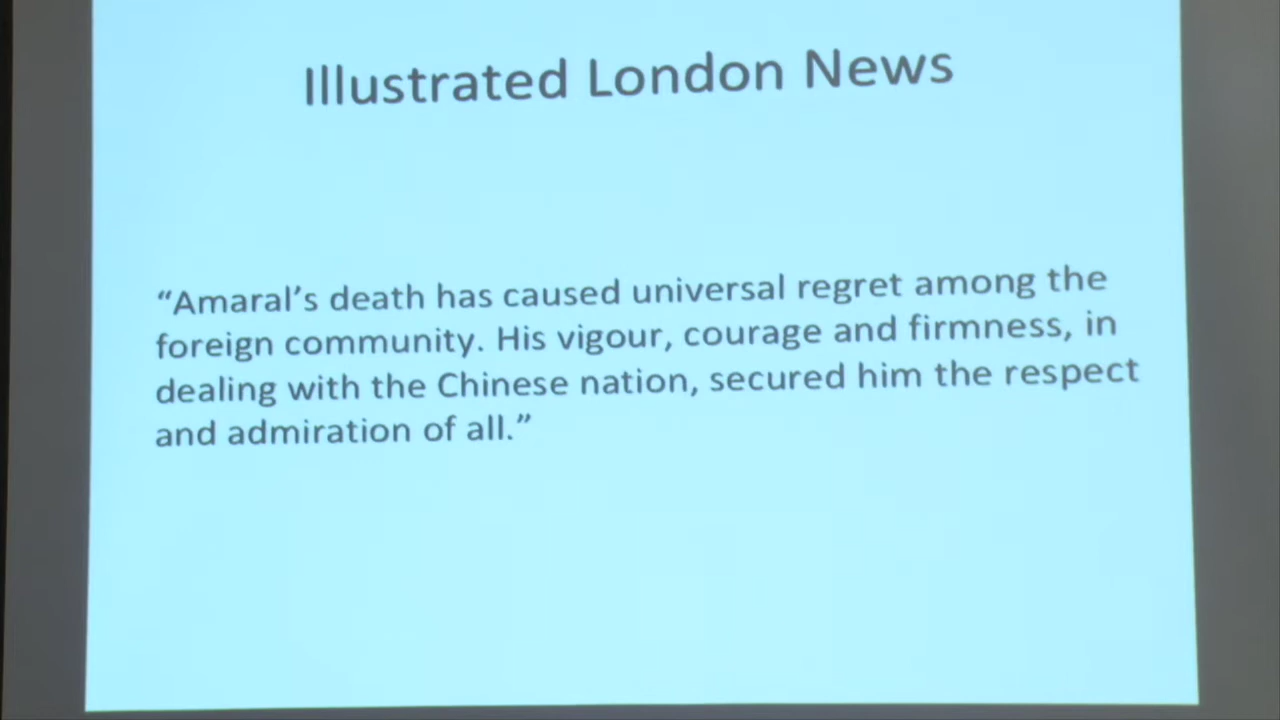 Illustrated London News
“Amaral’s death has caused universal regret among the
foreign community. His vigour, courage and firmness, in
dealing with the Chinese nation, secured him the respect
and admiration of all.”